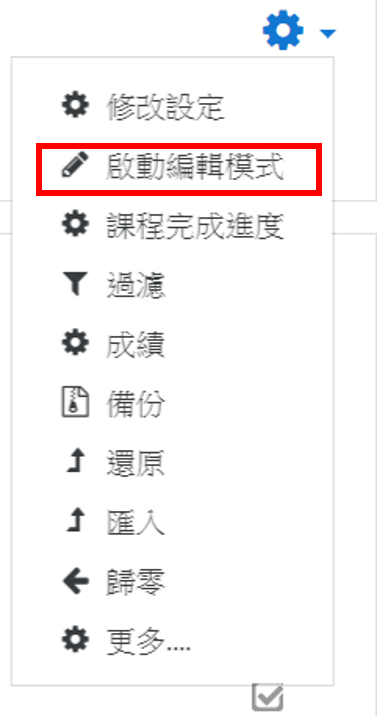 修改設定
啟動編輯模式
課程完成進度
過濾
成績
備份
還原
匯入
歸零
更多....